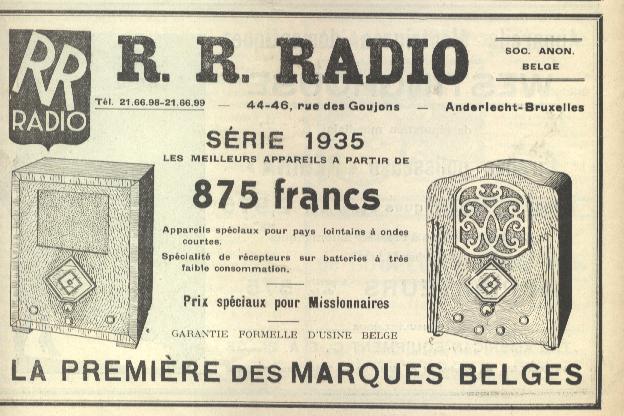 RR
RADIO
R. R. RADIO
SOC. ANON.
BELGE
Tél. 21.66.98-21.66.99 — 44-46, rue des Goujons — Anderlecht-Bruxelles
SÉRIE 1935
LES MEILLEURS APPAREILS A PARTIR DE
875 francs
Appareils spéciaux pour pays lointains à ondes
courtes.
Spécialité de récepteurs sur batteries à très
faible consommation.
Prix spéciaux pour Missionnaires
GARANTIE FORMELLE D'USINE BELGE
LA PREMIÈRE DES MARQUES BELGES